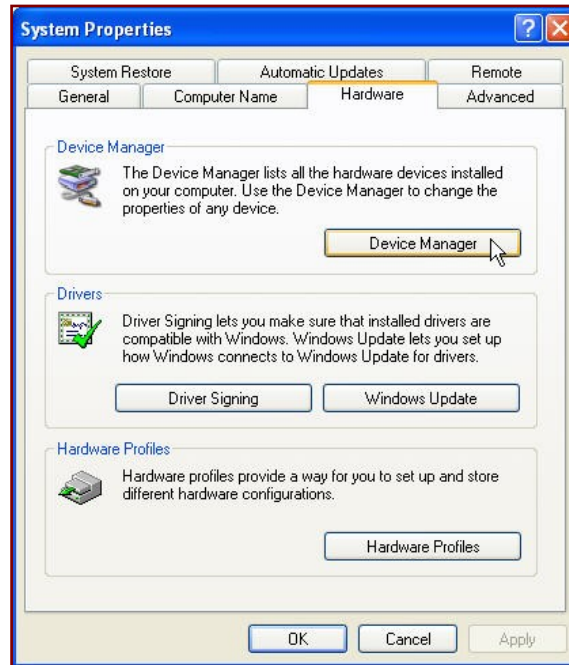 System Properties
System Restore Automatic Updates Remote
General Computer Name Hardware Advanced
Device Manager
The Device Manager lists all the hardware devices installed
on your computer. Use the Device Manager to change the
properties of any device.
Device Manager
Drivers
Driver Signing lets you make sure that installed drivers are
compatible with Windows. Windows Update lets you set up
how Windows connects to Windows Update for drivers.
Driver Signing Windows Update
Hardware Profiles
Hardware profiles provide a way for you to set up and store
different hardware configurations.
Hardware Profiles
OK Cancel Apply